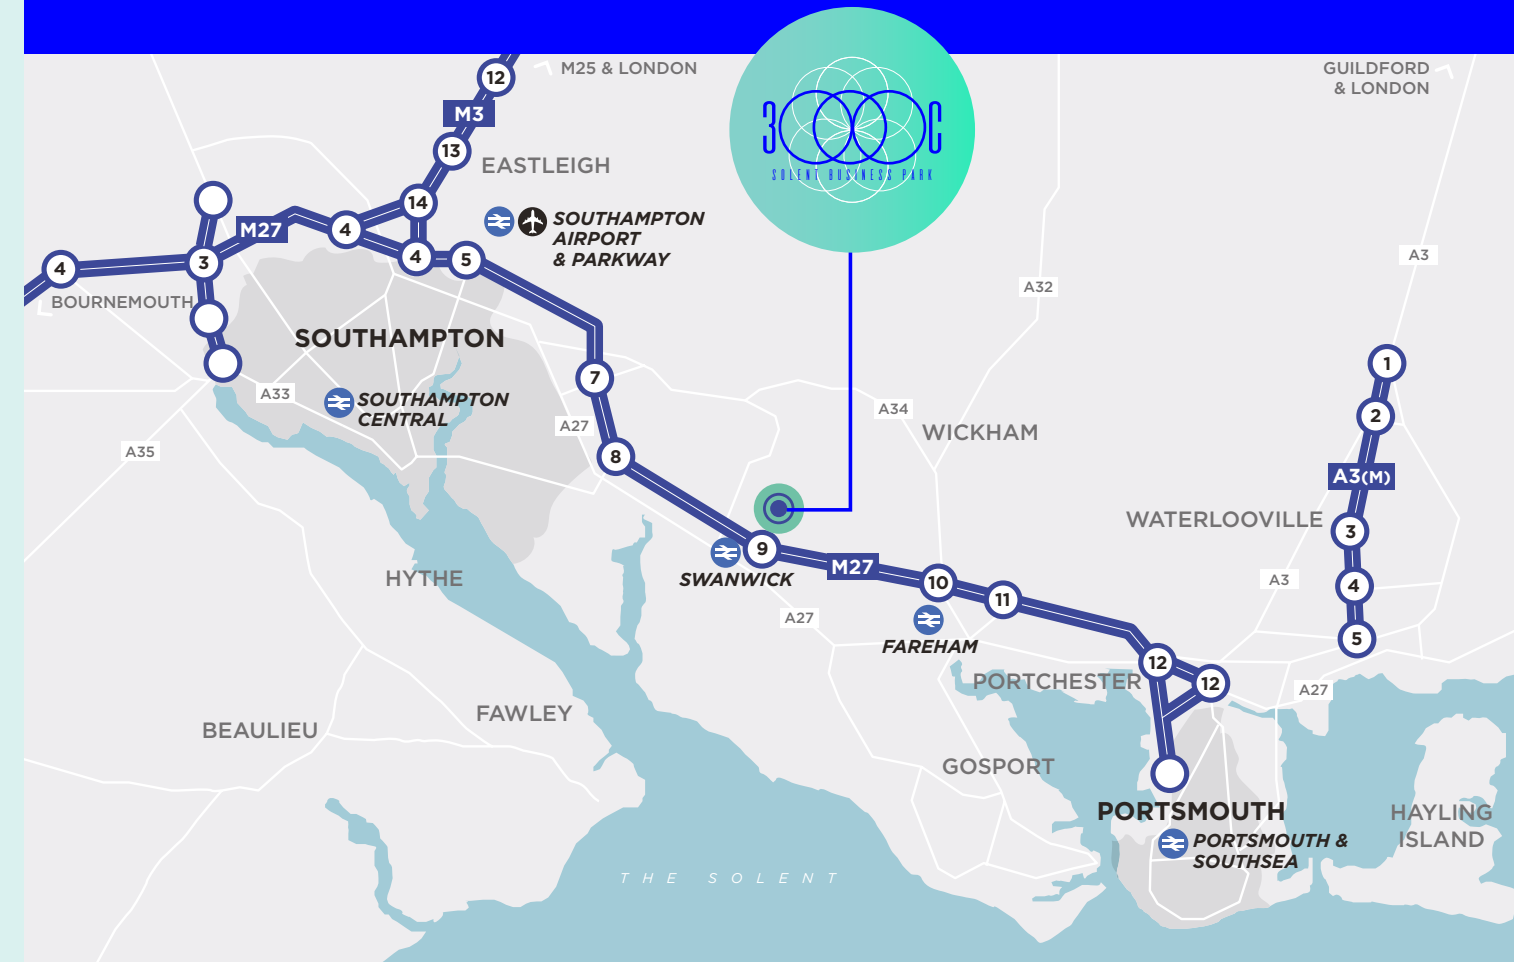 M25 & LONDON
GUILDFORD
& LONDON
12
M3
13
EASTLEIGH
3000
SOLENT BUSINESS PARK
14
M27
4
SOUTHAMPTON
AIRPORT
& PARKWAY
4
3
4
5
A3
BOURNEMOUTH
A32
SOUTHAMPTON
1
7
A33
SOUTHAMPTON
CENTRAL
A34
2
A27
WICKHAM
A35
8
A3(M)
WATERLOOVILLE
3
9
SWANWICK
M27
10
HYTHE
A3
4
11
A27
FAREHAM
5
12
PORTCHESTER
12
A27
FAWLEY
BEAULIEU
GOSPORT
PORTSMOUTH
HAYLING
ISLAND
PORTSMOUTH &
SOUTHSEA
THE SOLENT